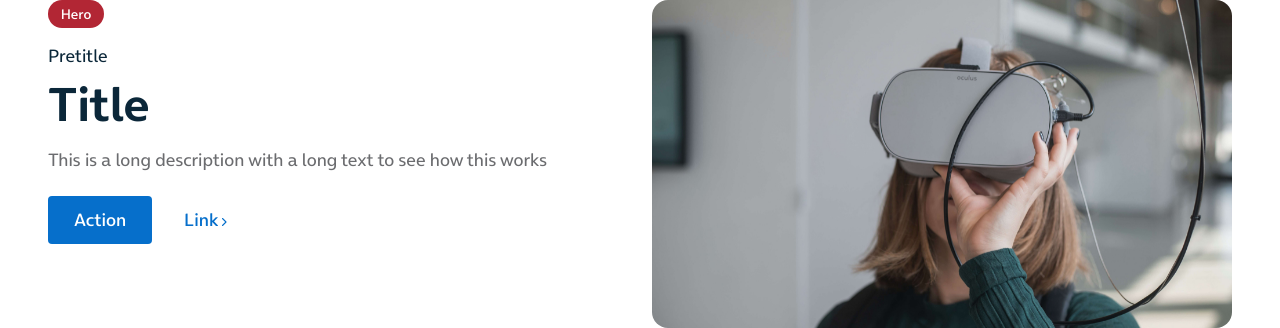 Hero
Pretitle
Title
This is a long description with a long text to see how this works
Action
Link ›
oculus